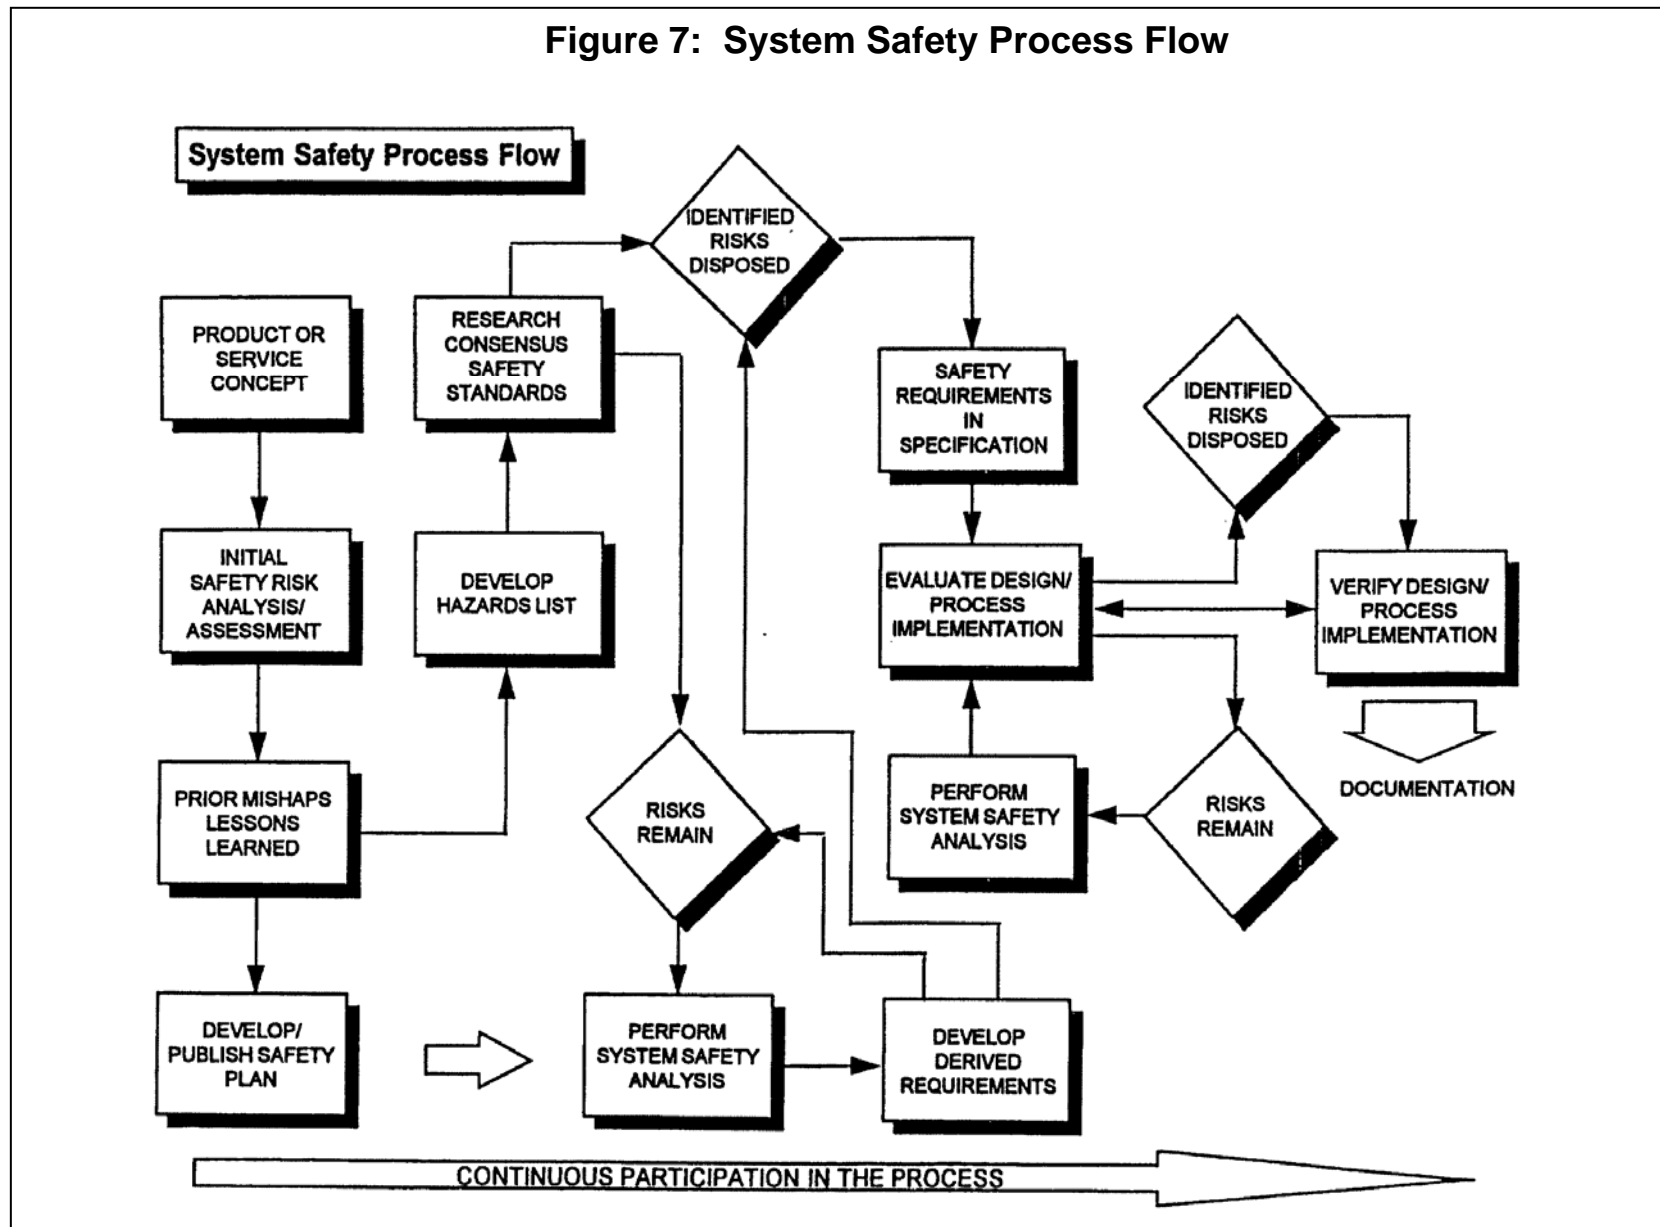 Figure 7: System Safety Process Flow
System Safety Process Flow
IDENTIFIED
RISKS
DISPOSED
PRODUCT OR
SERVICE
CONCEPT
RESEARCH
CONSENSUS
SAFETY
STANDARDS
SAFETY
REQUIREMENTS
IN
SPECIFICATION
IDENTIFIED
RISKS
DISPOSED
INITIAL
SAFETY RISK
ANALYSIS/
ASSESSMENT
DEVELOP
HAZARDS LIST
EVALUATE DESIGN/
PROCESS
IMPLEMENTATION
VERIFY DESIGN/
PROCESS
IMPLEMENTATION
PRIOR MISHAPS
LESSONS
LEARNED
RISKS
REMAIN
PERFORM
SYSTEM SAFETY
ANALYSIS
RISKS
REMAIN
DOCUMENTATION
DEVELOP/
PUBLISH SAFETY
PLAN
PERFORM
SYSTEM SAFETY
ANALYSIS
DEVELOP
DERIVED
REQUIREMENTS
CONTINUOUS PARTICIPATION IN THE PROCESS